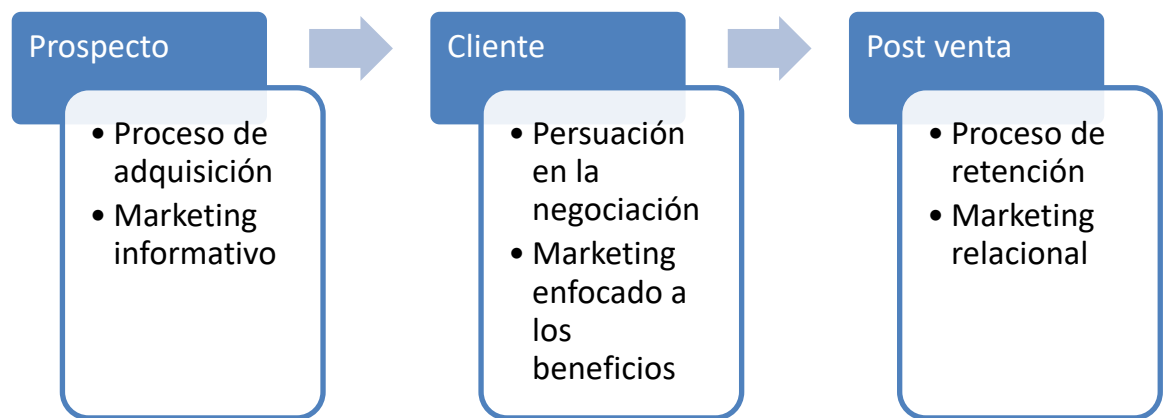 Prospecto
• Proceso de
adquisición
• Marketing
informativo
Cliente
• Persuación
en la
negociación
• Marketing
enfocado a
los
beneficios
Post venta
• Proceso de
retención
• Marketing
relacional